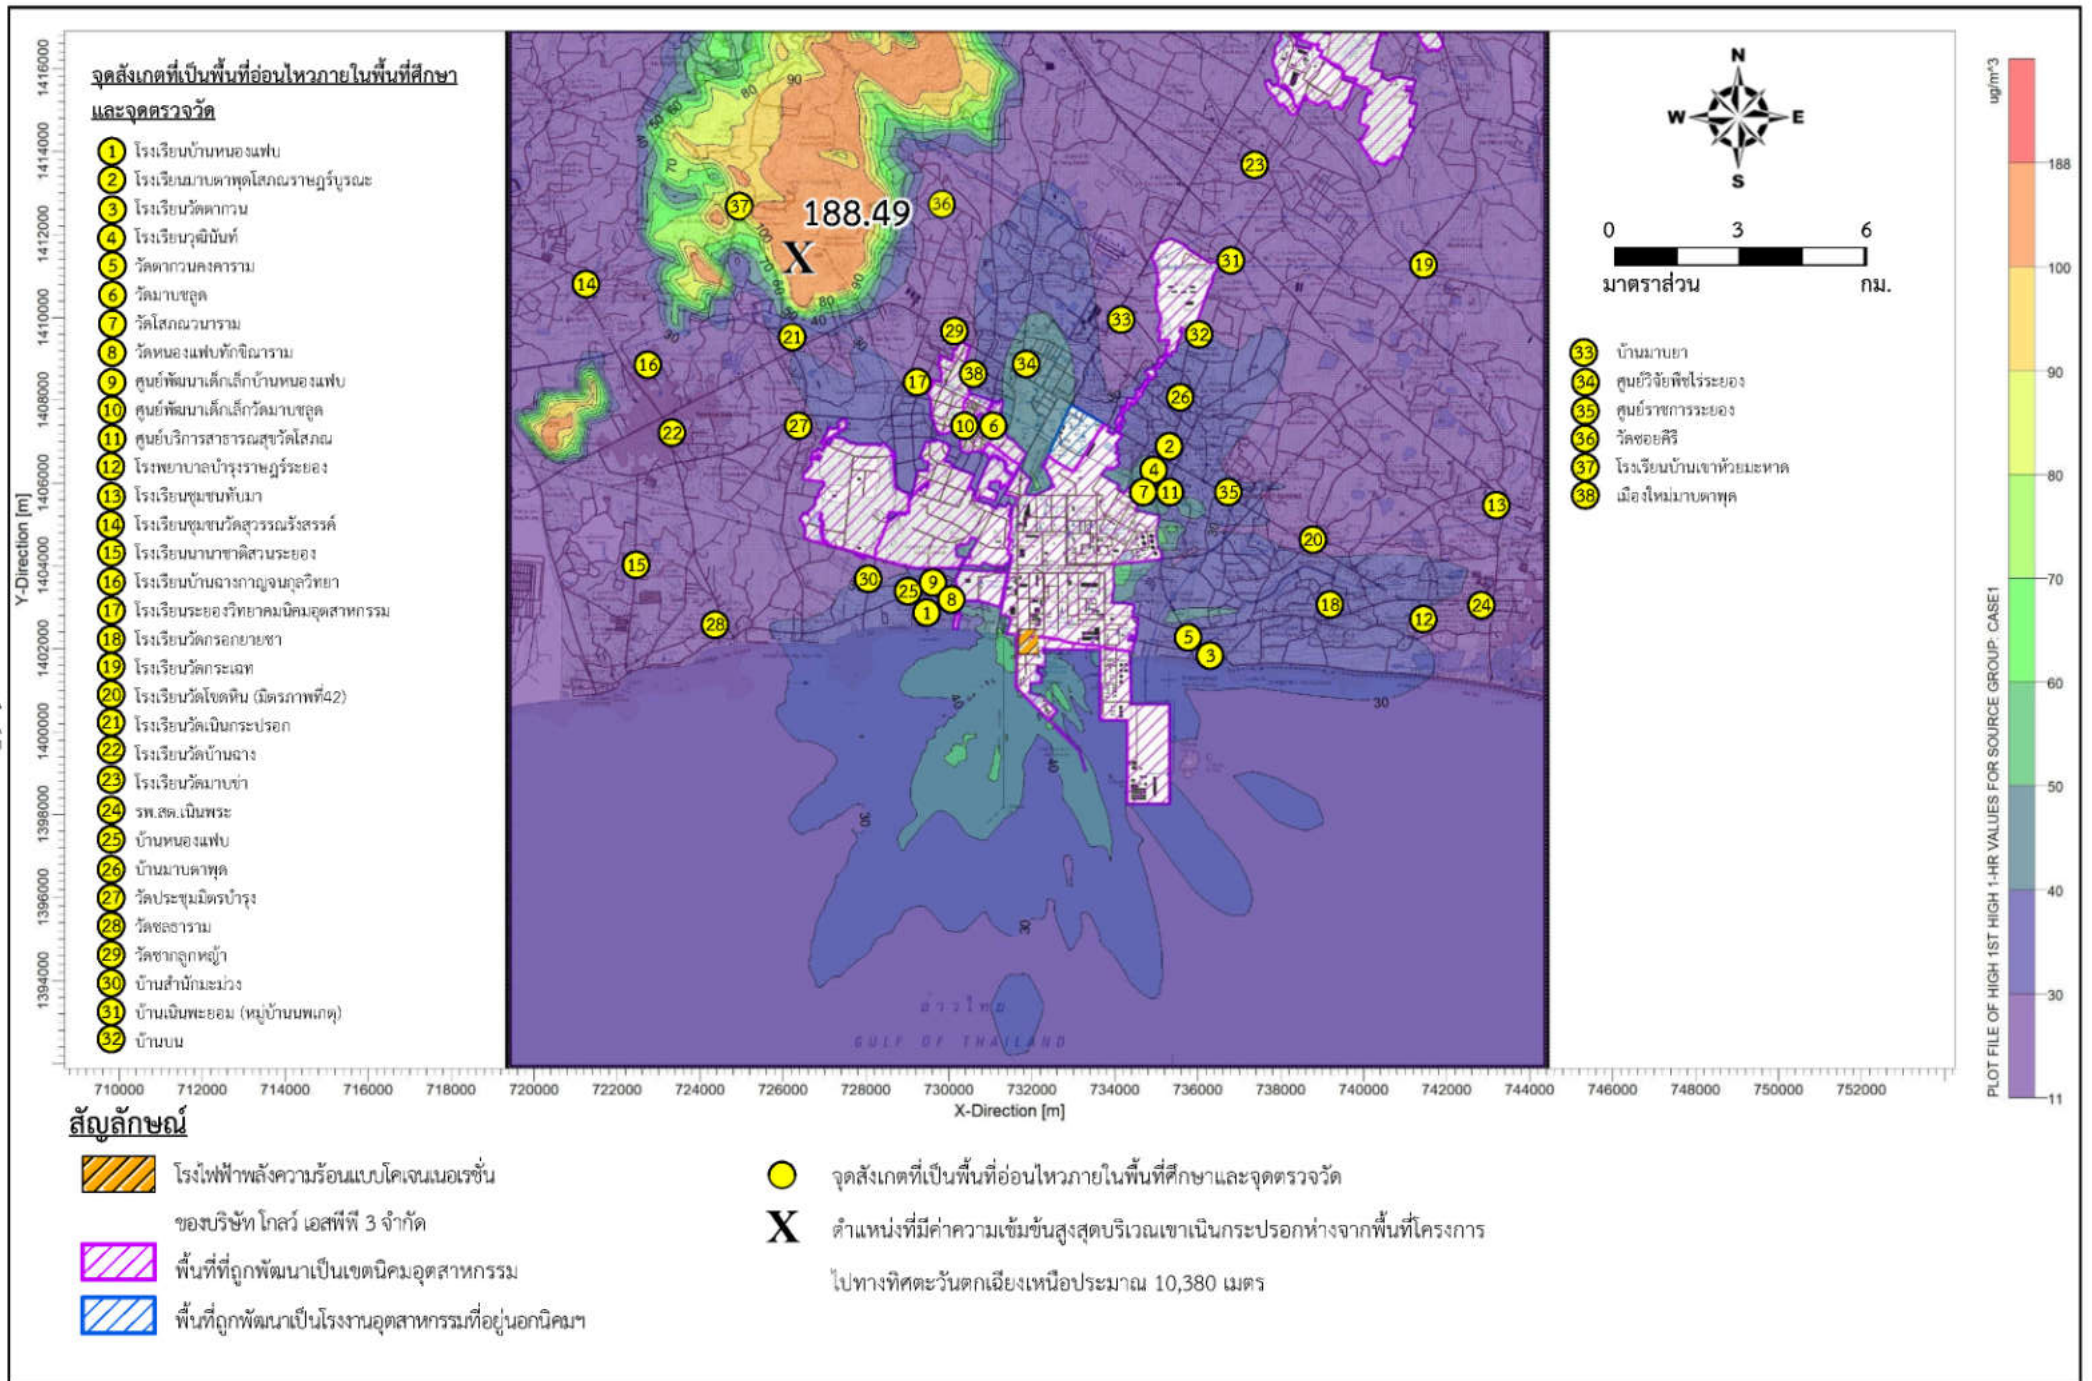 จุดสังเกตที่เป็นพื้นที่อ่อนไหวภายในพื้นที่ศึกษา
และจุดตรวจวัด
1 โรงเรียนบ้านหนองแฟบ
2 โรงเรียนมาบตาพุดโสภณราษฎร์บูรณะ
3 โรงเรียนวัดตากวน
4 โรงเรียนวุฒินันท์
5 วัดตากวนคงคาราม
6 วัดมาบชลูด
7 วัดโสภณวนาราม
8 วัดหนองแฟบทักขิณาราม
9 ศูนย์พัฒนาเด็กเล็กบ้านหนองแฟบ
10 ศูนย์พัฒนาเด็กเล็กวัดมาบชลูด
11 ศูนย์บริการสาธารณสุขวัดโสภณ
12 โรงพยาบาลบำรุงราษฎร์ระยอง
13 โรงเรียนชุมชนทับมา
14 โรงเรียนชุมชนวัดสุวรรณรังสรรค์
15 โรงเรียนนานาชาติสวนระยอง
16 โรงเรียนบ้านฉางกาญจนกุลวิทยา
17 โรงเรียนระยองวิทยาคมนิคมอุตสาหกรรม
18 โรงเรียนวัดกรอกยายชา
19 โรงเรียนวัดกระเฉท
20 โรงเรียนวัดโขดหิน (มิตรภาพที่42)
21 โรงเรียนวัดเนินกระปรอก
22 โรงเรียนวัดบ้านฉาง
23 โรงเรียนวัดมาบข่า
24 รพ.สต.เนินพระ
25 บ้านหนองแฟบ
26 บ้านมาบตาพุด
27 วัดประชุมมิตรบำรุง
28 วัดชลธาราม
29 วัดชากลูกหญ้า
30 บ้านสำนักมะม่วง
31 บ้านเนินพะยอม (หมู่บ้านนพเกตุ)
32 บ้านบน
188.49
X
อ่าวไทย
GULF OF THAILAND
N
W E
S
0 3 6
มาตราส่วน กม.
33 บ้านมาบยา
34 ศูนย์วิจัยพืชไร่ระยอง
35 ศูนย์ราชการระยอง
36 วัดซอยคีรี
37 โรงเรียนบ้านเขาห้วยมะหาด
38 เมืองใหม่มาบตาพุด
ug/m^3
188
100
90
80
70
60
50
40
30
11
PLOT FILE OF HIGH 1ST HIGH 1-HR VALUES FOR SOURCE GROUP: CASE1
Y-Direction [m]
1416000
1414000
1412000
1410000
1408000
1406000
1404000
1402000
1400000
1398000
1396000
1394000
710000 712000 714000 716000 718000 720000 722000 724000 726000 728000 730000 732000 734000 736000 738000 740000 742000 744000 746000 748000 750000 752000
X-Direction [m]
สัญลักษณ์
โรงไฟฟ้าพลังความร้อนแบบโคเจนเนอเรชั่น
ของบริษัท โกลว์ เอสพีพี 3 จำกัด
พื้นที่ที่ถูกพัฒนาเป็นเขตนิคมอุตสาหกรรม
พื้นที่ถูกพัฒนาเป็นโรงงานอุตสาหกรรมที่อยู่นอกนิคมฯ
จุดสังเกตที่เป็นพื้นที่อ่อนไหวภายในพื้นที่ศึกษาและจุดตรวจวัด
X ตำแหน่งที่มีค่าความเข้มข้นสูงสุดบริเวณเขาเนินกระปรอกห่างจากพื้นที่โครงการ
ไปทางทิศตะวันตกเฉียงเหนือประมาณ 10,380 เมตร